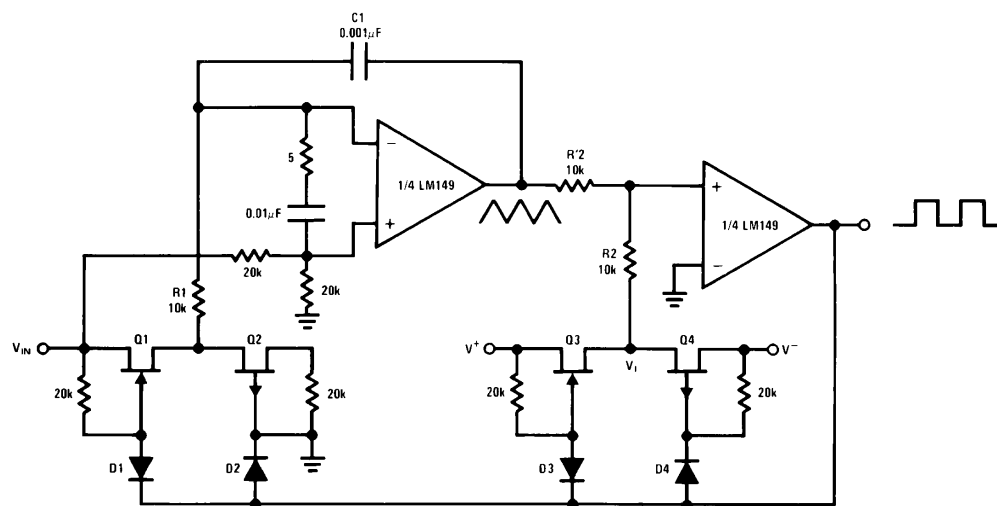 C1
0.001μF
5
0.01μF
−
+
1/4 LM149
20k
20k
R1
10k
R'2
10k
R2
10k
+
−
1/4 LM149
VIN
Q1
Q2
20k
20k
D1
D2
V+
Q3
VI
Q4
V−
20k
20k
D3
D4